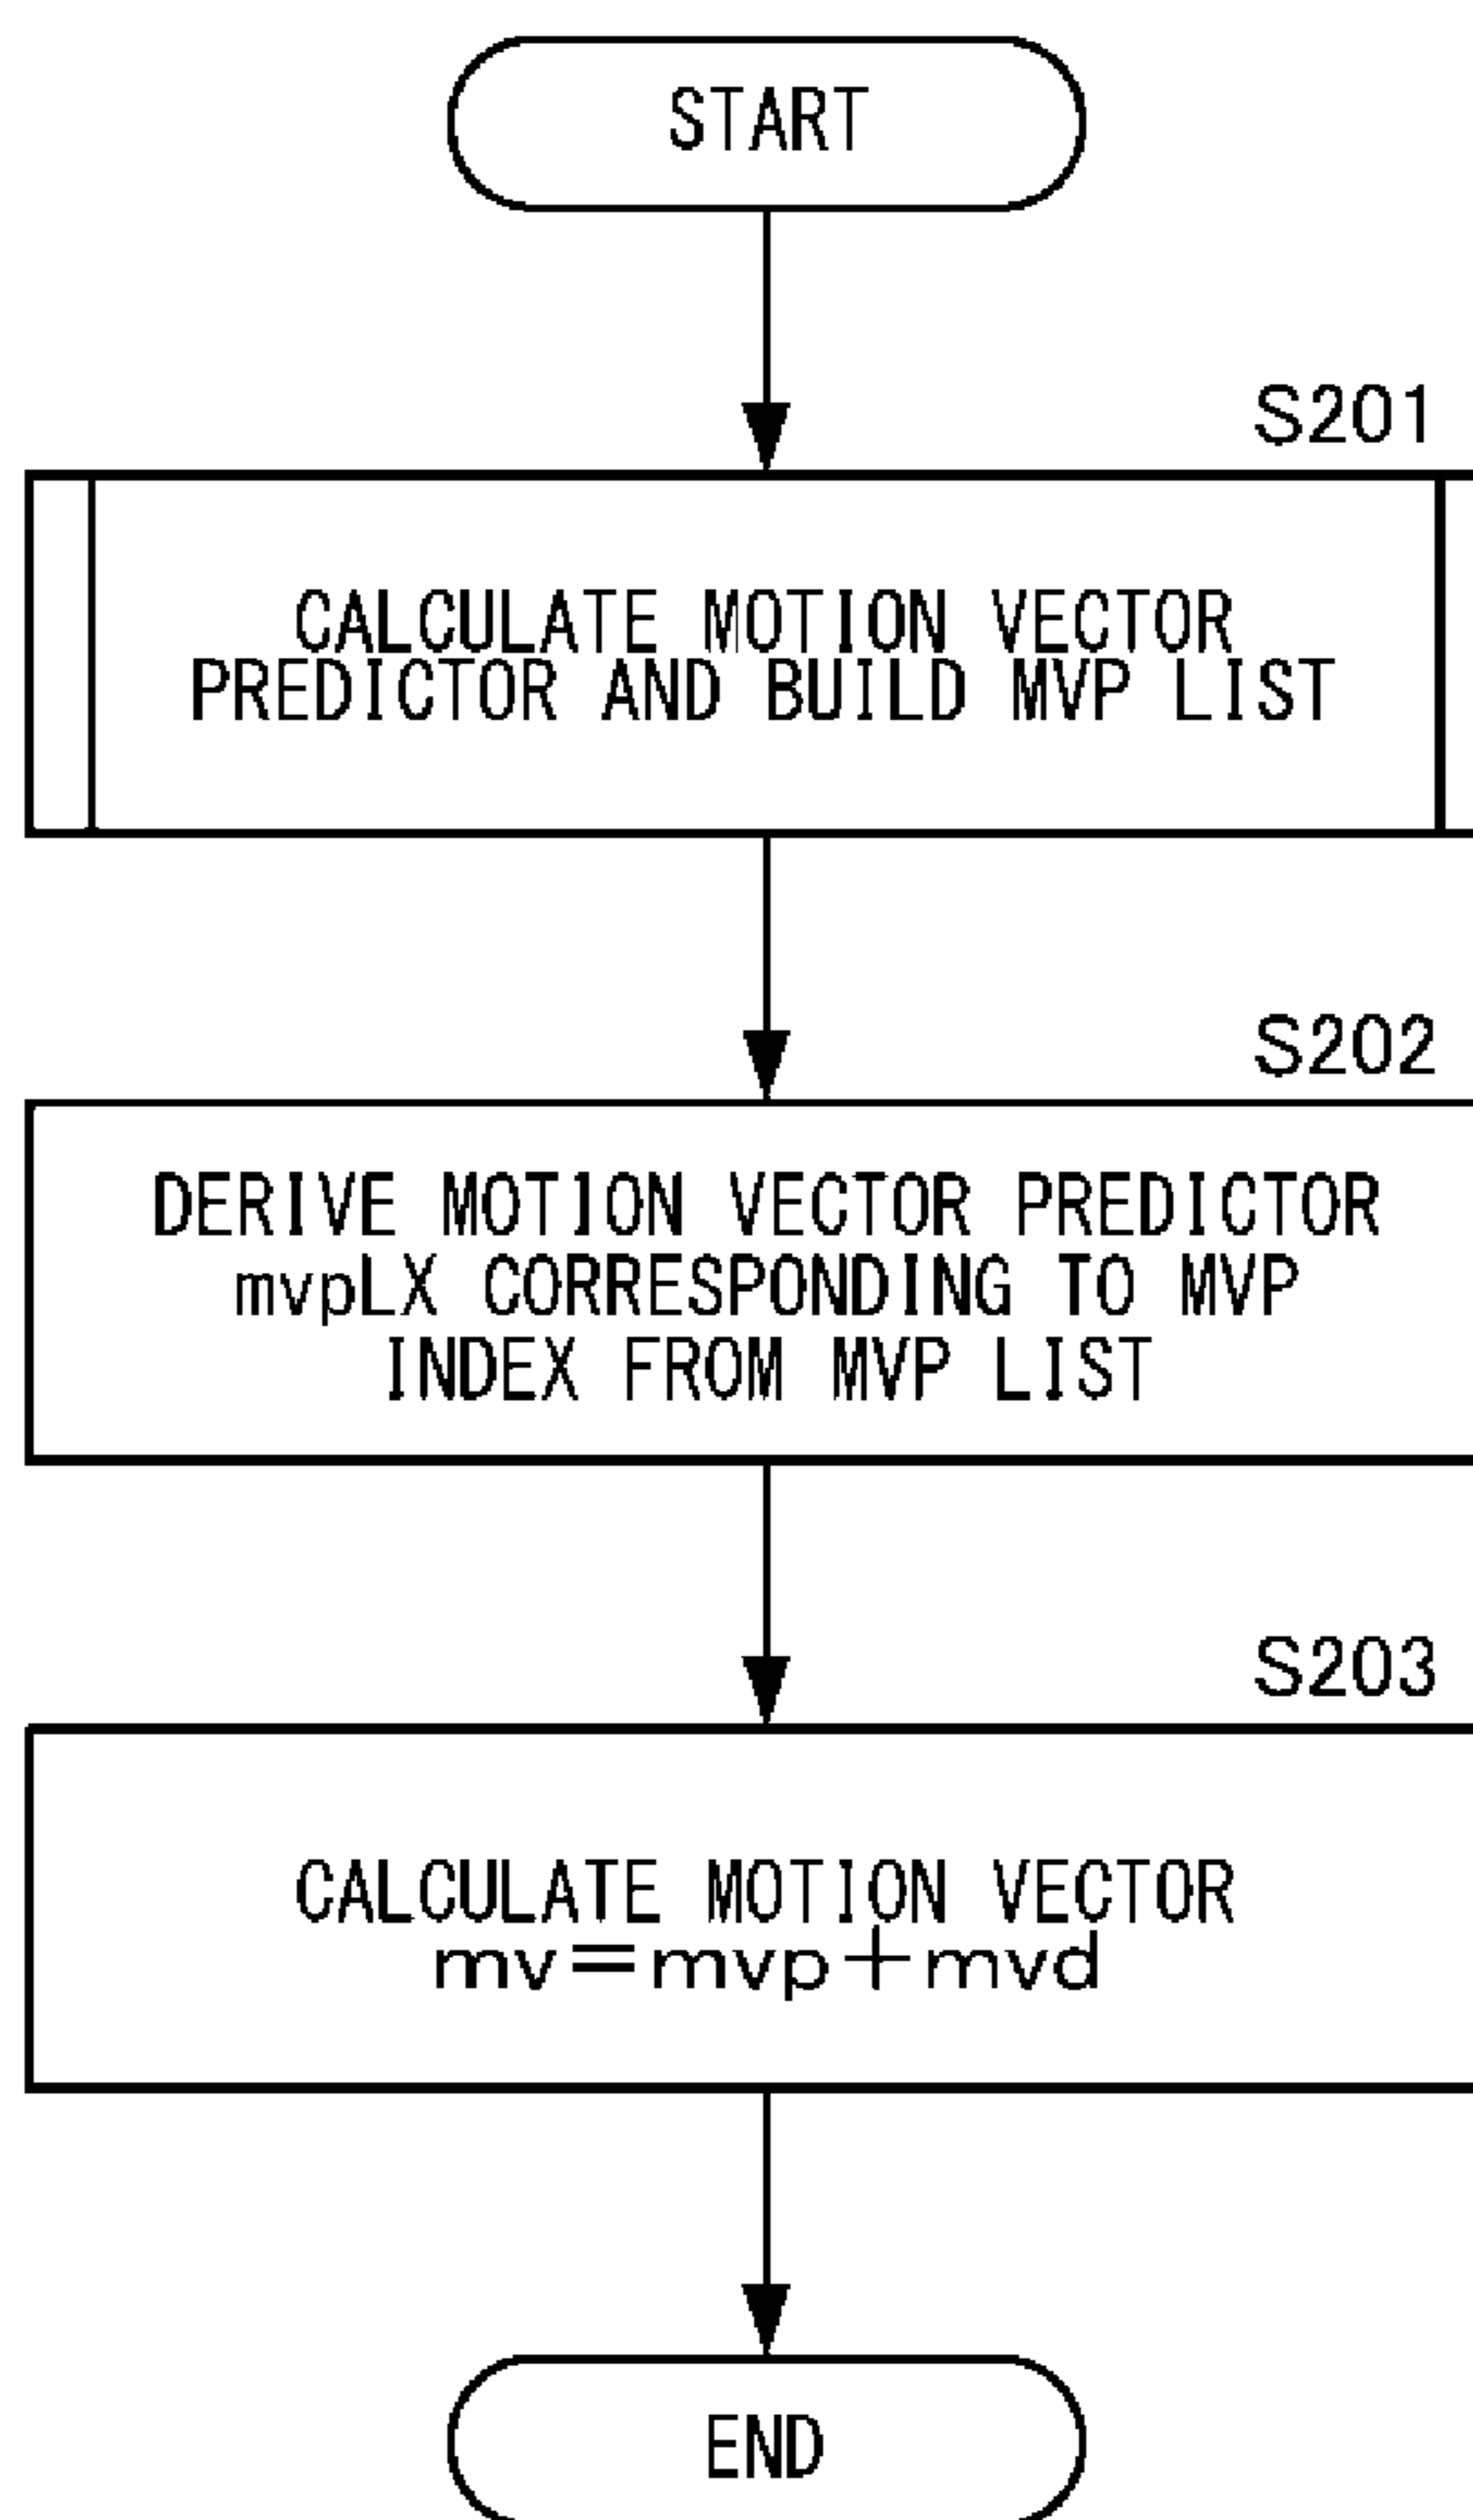 START
S201
CALCULATE MOTION VECTOR
PREDICTOR AND BUILD MVP LIST
S202
DERIVE MOTION VECTOR PREDICTOR
mvpLX CORRESPONDING TO MVP
INDEX FROM MVP LIST
S203
CALCULATE MOTION VECTOR
mv=mvp+mvd
END